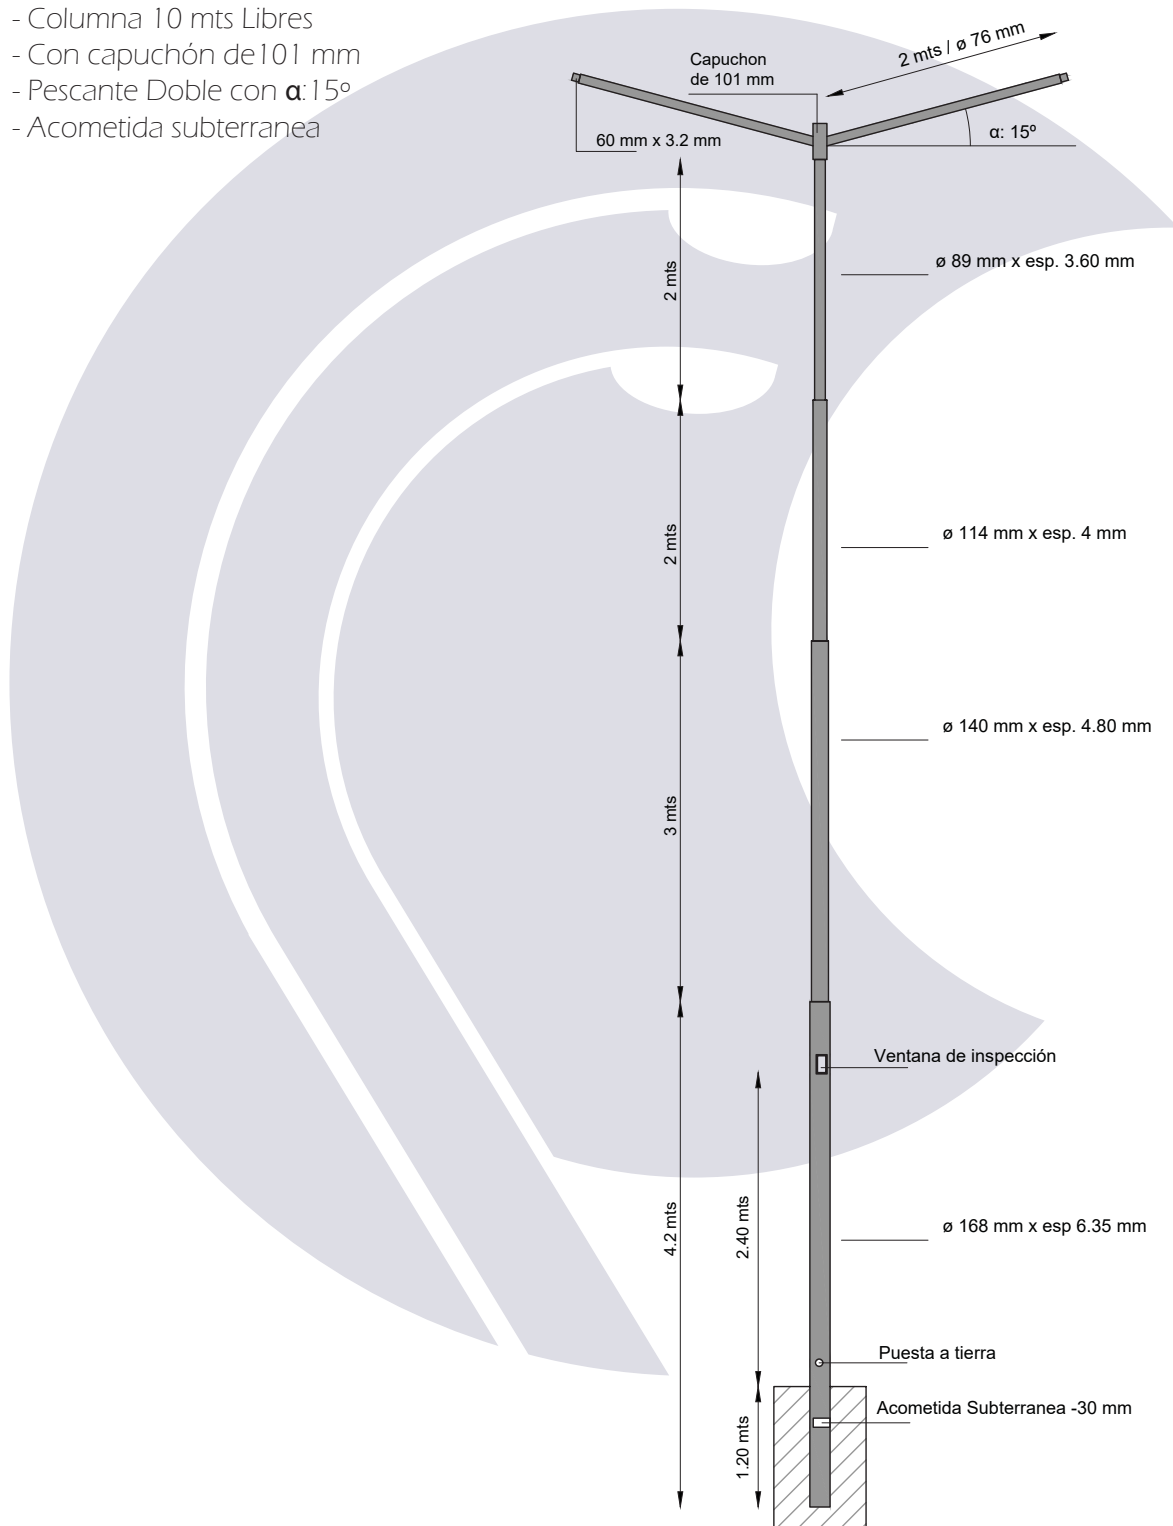 - Columna 10 mts Libres
- Con capuchón de101 mm
- Pescante Doble con α:15º
- Acometida subterranea
2 mts / ø 76 mm
Capuchon
de 101 mm
60 mm x 3.2 mm
α: 15º
2 mts
ø 89 mm x esp. 3.60 mm
2 mts
ø 114 mm x esp. 4 mm
3 mts
ø 140 mm x esp. 4.80 mm
Ventana de inspección
4.2 mts
2.40 mts
ø 168 mm x esp 6.35 mm
Puesta a tierra
1.20 mts
Acometida Subterranea -30 mm